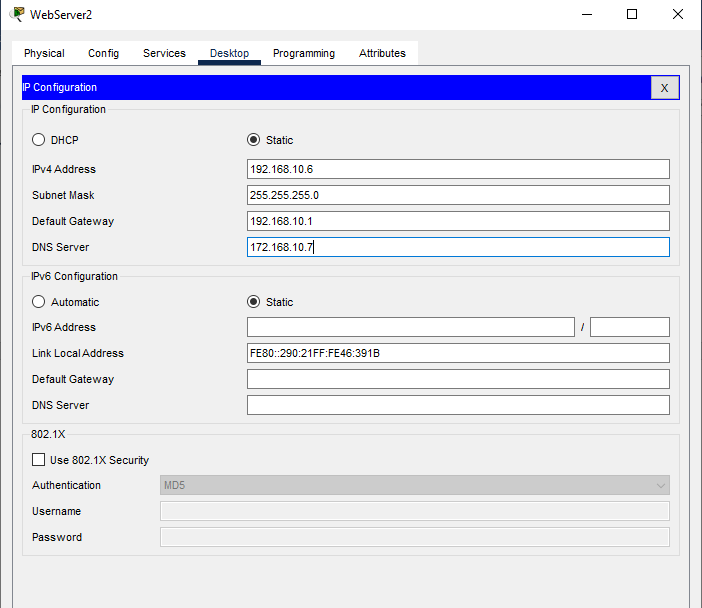 WebServer2
Physical Config Services Desktop Programming Attributes
IP Configuration X
IP Configuration
DHCP Static
IPv4 Address 192.168.10.6
Subnet Mask 255.255.255.0
Default Gateway 192.168.10.1
DNS Server 172.168.10.7
IPv6 Configuration
Automatic Static
IPv6 Address /
Link Local Address FE80::290:21FF:FE46:391B
Default Gateway
DNS Server
802.1X
Use 802.1X Security
Authentication MD5
Username
Password